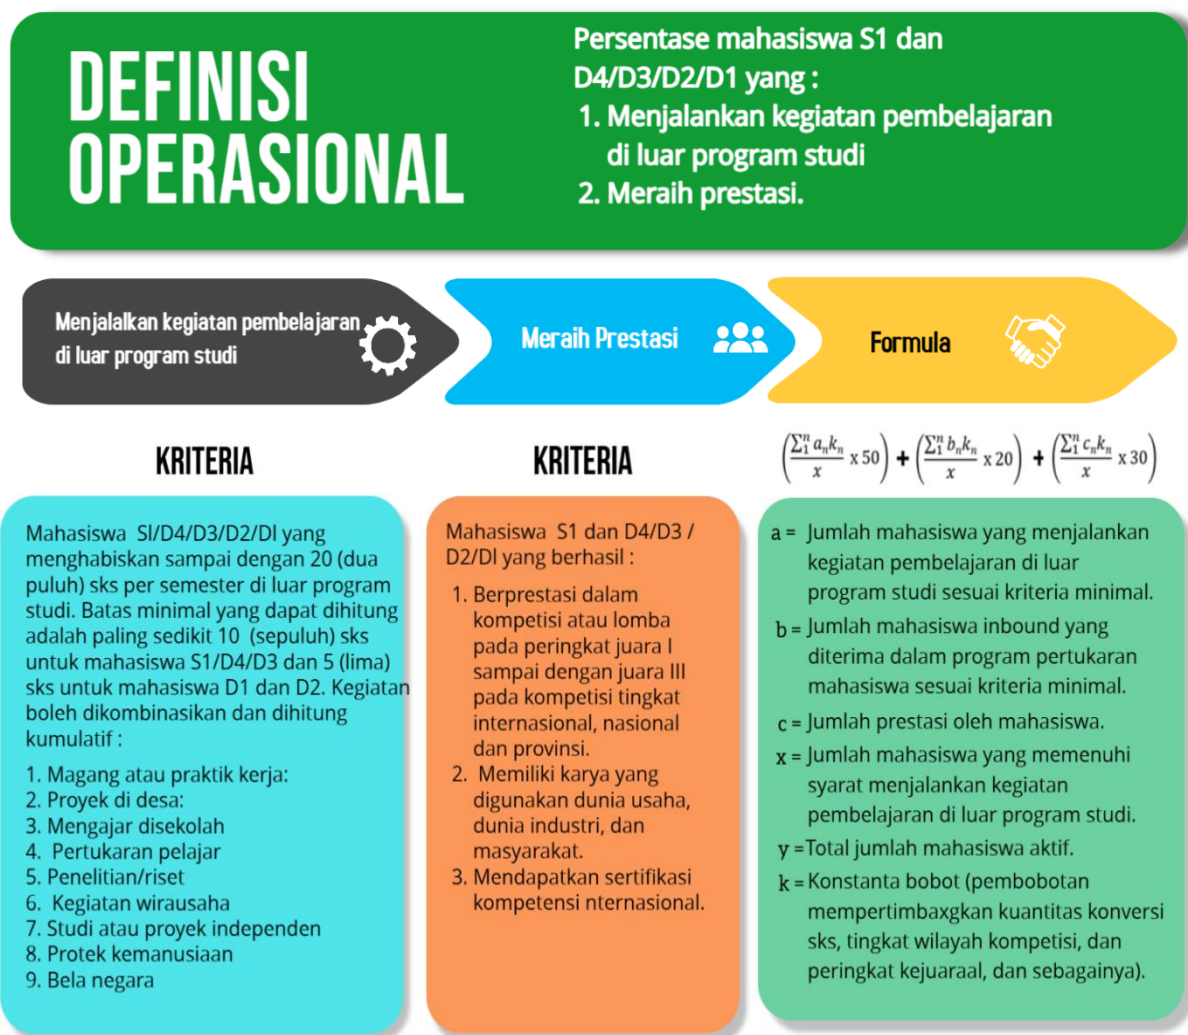 DEFINISI
OPERASIONAL
Persentase mahasiswa S1 dan
D4/D3/D2/D1 yang :
1. Menjalankan kegiatan pembelajaran
di luar program studi
2. Meraih prestasi.
Menjalalkan kegiatan pembelajaran
di luar program studi
Meraih Prestasi
Formula
KRITERIA
Mahasiswa SI/D4/D3/D2/DI yang
menghabiskan sampai dengan 20 (dua
puluh) sks per semester di luar program
studi. Batas minimal yang dapat dihitung
adalah paling sedikit 10 (sepuluh) sks
untuk mahasiswa S1/D4/D3 dan 5 (lima)
sks untuk mahasiswa D1 dan D2. Kegiatan
boleh dikombinasikan dan dihitung
kumulatif :
1. Magang atau praktik kerja:
2. Proyek di desa:
3. Mengajar disekolah
4. Pertukaran pelajar
5. Penelitian/riset
6. Kegiatan wirausaha
7. Studi atau proyek independen
8. Protek kemanusiaan
9. Bela negara
KRITERIA
Mahasiswa S1 dan D4/D3 /
D2/DI yang berhasil :
1. Berprestasi dalam
kompetisi atau lomba
pada peringkat juara I
sampai dengan juara III
pada kompetisi tingkat
internasional, nasional
dan provinsi.
2. Memiliki karya yang
digunakan dunia usaha,
dunia industri, dan
masyarakat.
3. Mendapatkan sertifikasi
kompetensi nternasional.
(∑₁ⁿ aₙkₙ / x x 50) + (∑₁ⁿ bₙkₙ / x x 20) + (∑₁ⁿ cₙkₙ / x x 30)
a = Jumlah mahasiswa yang menjalankan
kegiatan pembelajaran di luar
program studi sesuai kriteria minimal.
b = Jumlah mahasiswa inbound yang
diterima dalam program pertukaran
mahasiswa sesuai kriteria minimal.
c = Jumlah prestasi oleh mahasiswa.
x = Jumlah mahasiswa yang memenuhi
syarat menjalankan kegiatan
pembelajaran di luar program studi.
y =Total jumlah mahasiswa aktif.
k = Konstanta bobot (pembobotan
mempertimbaxgkan kuantitas konversi
sks, tingkat wilayah kompetisi, dan
peringkat kejuaraal, dan sebagainya).